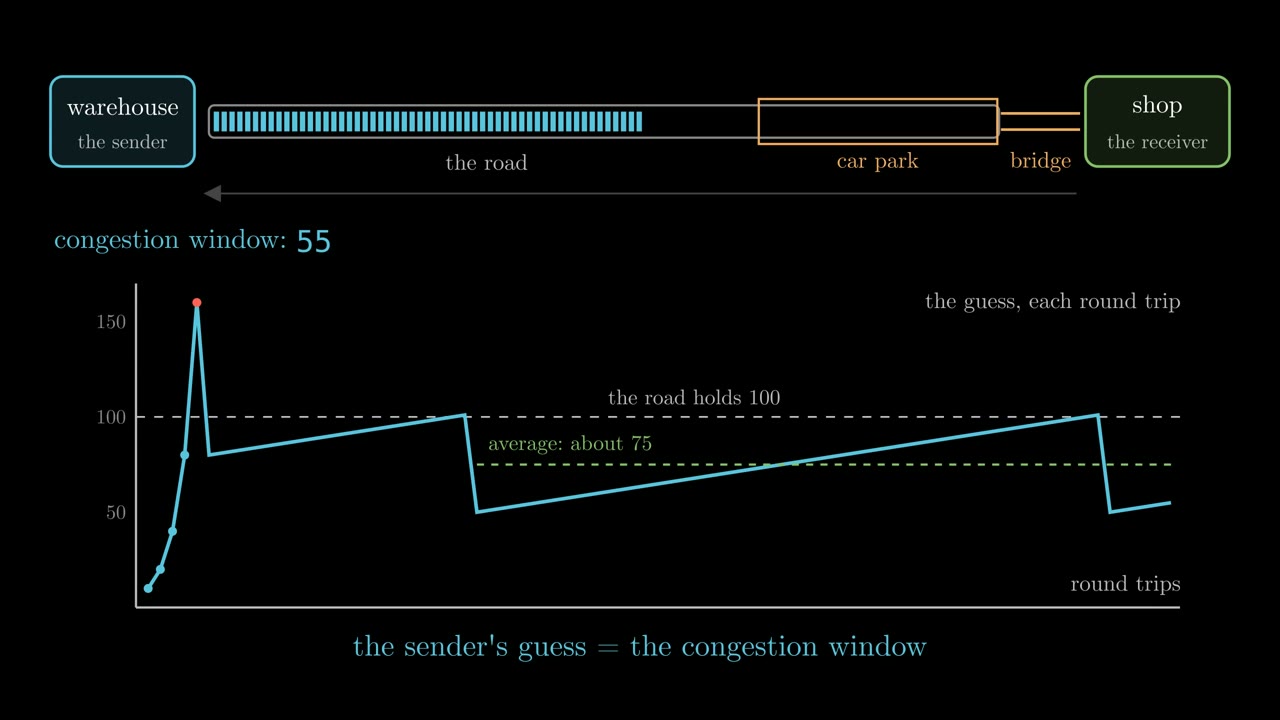 warehouse
the sender
the road
car park
bridge
shop
the receiver
congestion window: 55
the guess, each round trip
150
the road holds 100
100
average: about 75
50
round trips
the sender's guess = the congestion window